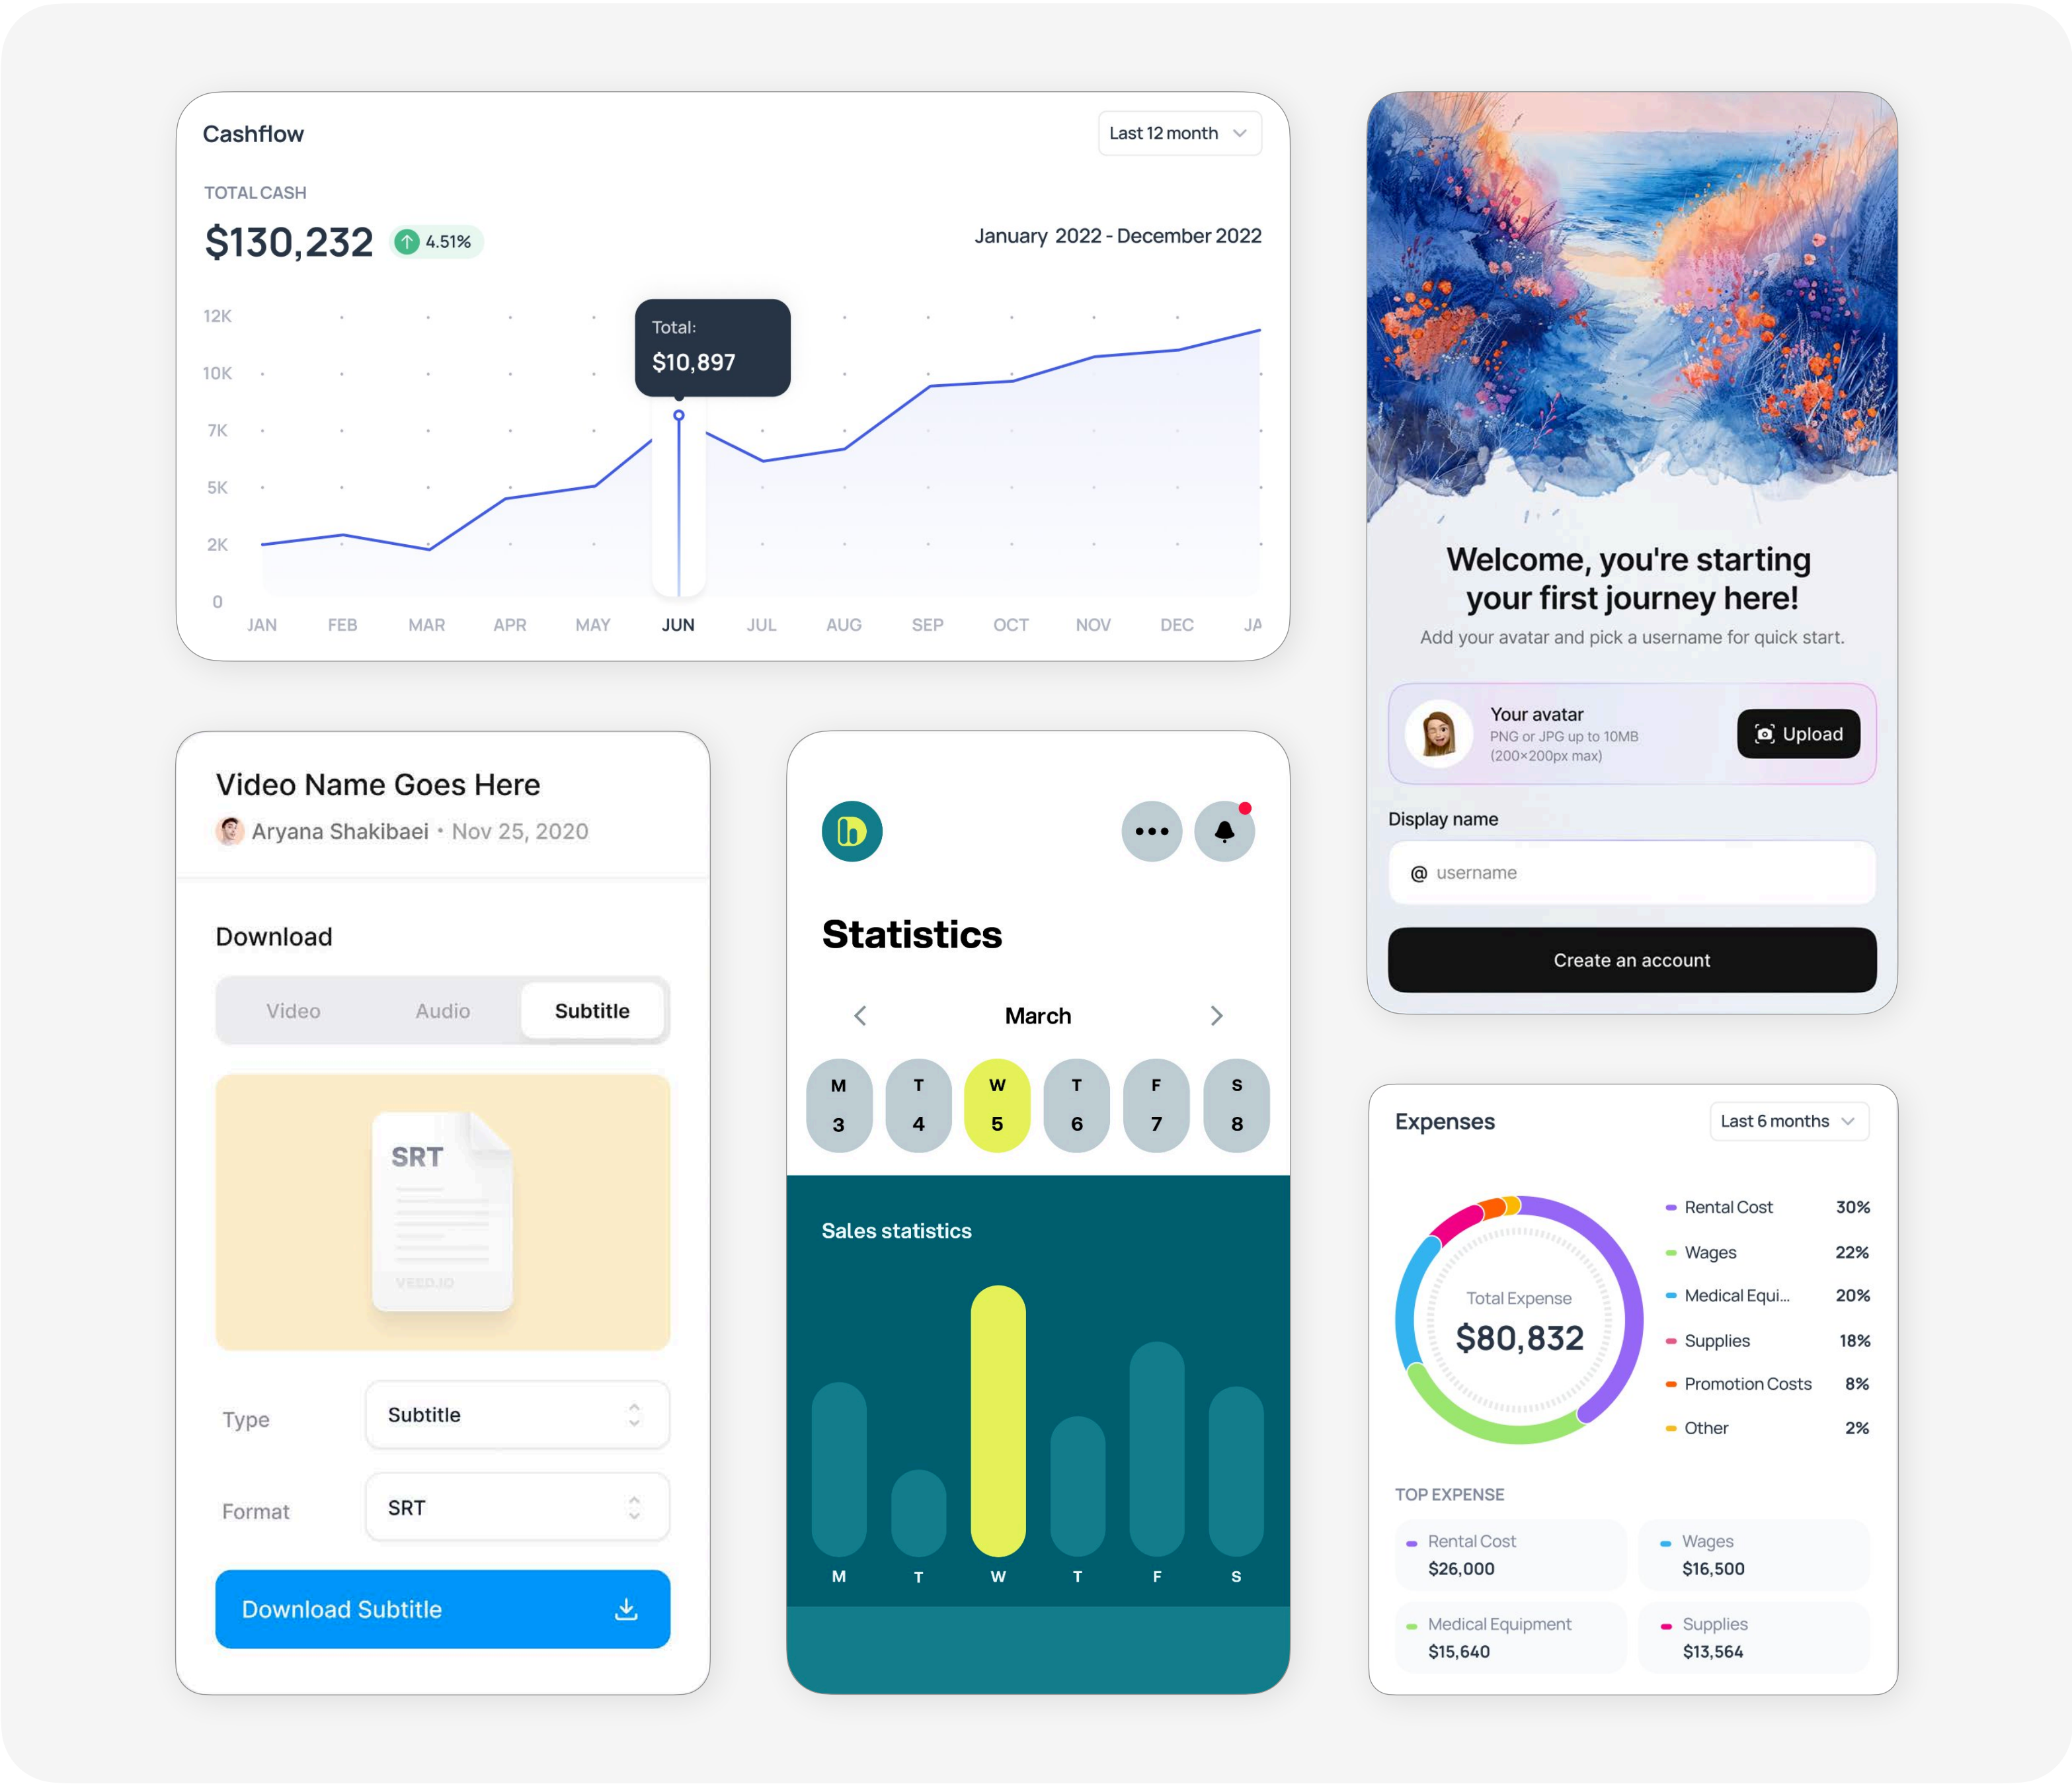 Cashflow
Last 12 month
TOTAL CASH
$130,232
4.51%
January 2022 - December 2022
12K
10K
7K
5K
2K
0
Total:
$10,897
JAN FEB MAR APR MAY JUN JUL AUG SEP OCT NOV DEC JA
Welcome, you're starting
your first journey here!
Add your avatar and pick a username for quick start.
Your avatar
PNG or JPG up to 10MB
(200×200px max)
Upload
Display name
@ username
Create an account
Video Name Goes Here
Aryana Shakibaei • Nov 25, 2020
Download
Video Audio Subtitle
SRT
VEED.IO
Type
Subtitle
Format
SRT
Download Subtitle
b
Statistics
March
M T W T F S
3 4 5 6 7 8
Sales statistics
M T W T F S
Expenses
Last 6 months
Total Expense
$80,832
Rental Cost 30%
Wages 22%
Medical Equi... 20%
Supplies 18%
Promotion Costs 8%
Other 2%
TOP EXPENSE
Rental Cost
$26,000
Wages
$16,500
Medical Equipment
$15,640
Supplies
$13,564